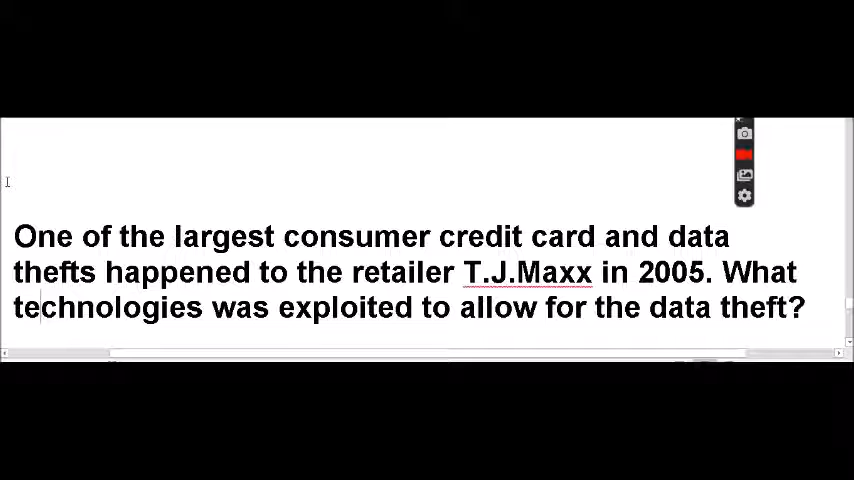 One of the largest consumer credit card and data
thefts happened to the retailer T.J.Maxx in 2005. What
technologies was exploited to allow for the data theft?